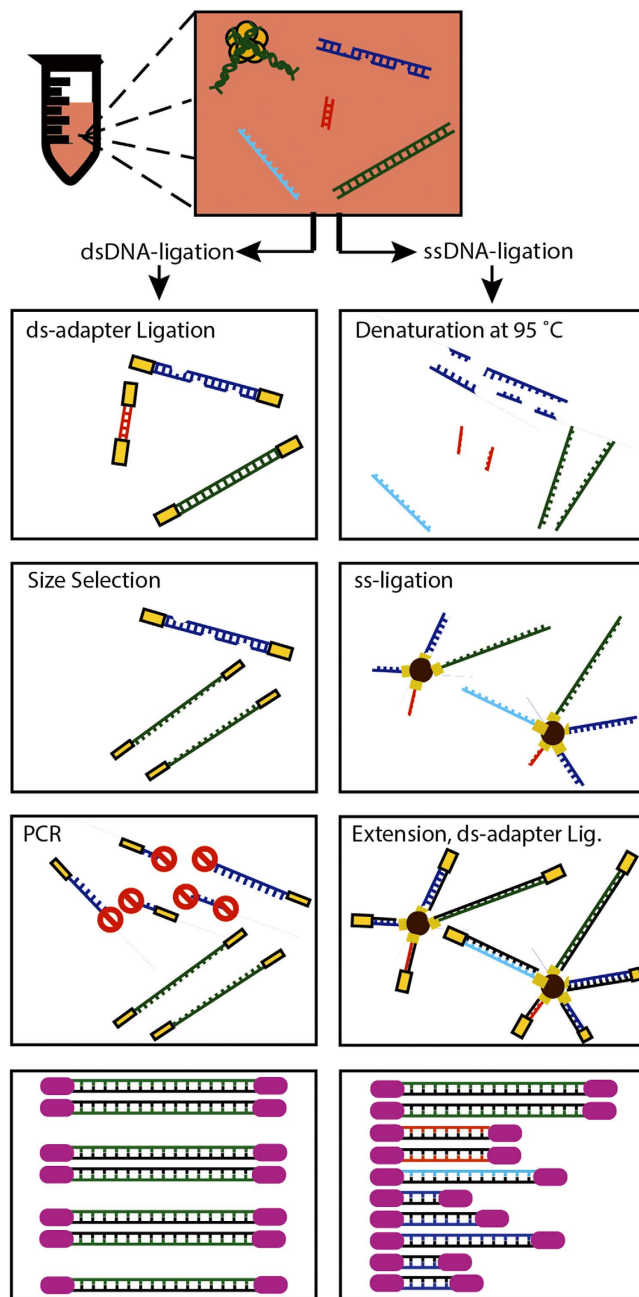 dsDNA-ligation
ssDNA-ligation
ds-adapter Ligation
Denaturation at 95 ˚C
Size Selection
ss-ligation
PCR
Extension, ds-adapter Lig.